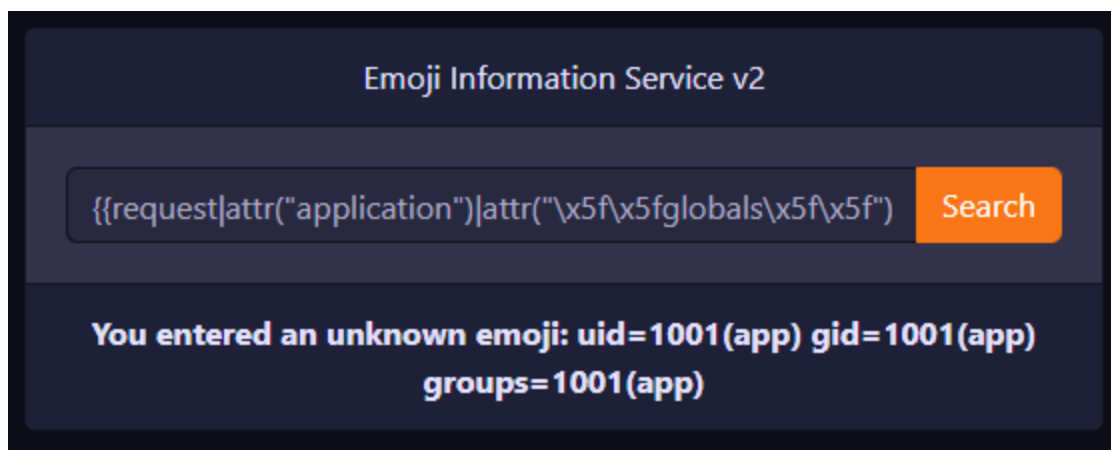 Emoji Information Service v2
{{request|attr("application")|attr("\x5f\x5fglobals\x5f\x5f")
Search
You entered an unknown emoji: uid=1001(app) gid=1001(app)
groups=1001(app)